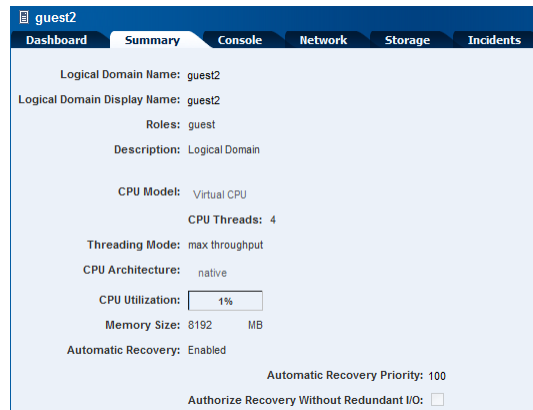 guest2
Dashboard Summary Console Network Storage Incidents
Logical Domain Name: guest2
Logical Domain Display Name: guest2
Roles: guest
Description: Logical Domain
CPU Model: Virtual CPU
CPU Threads: 4
Threading Mode: max throughput
CPU Architecture: native
CPU Utilization: 1%
Memory Size: 8192 MB
Automatic Recovery: Enabled
Automatic Recovery Priority: 100
Authorize Recovery Without Redundant I/O: